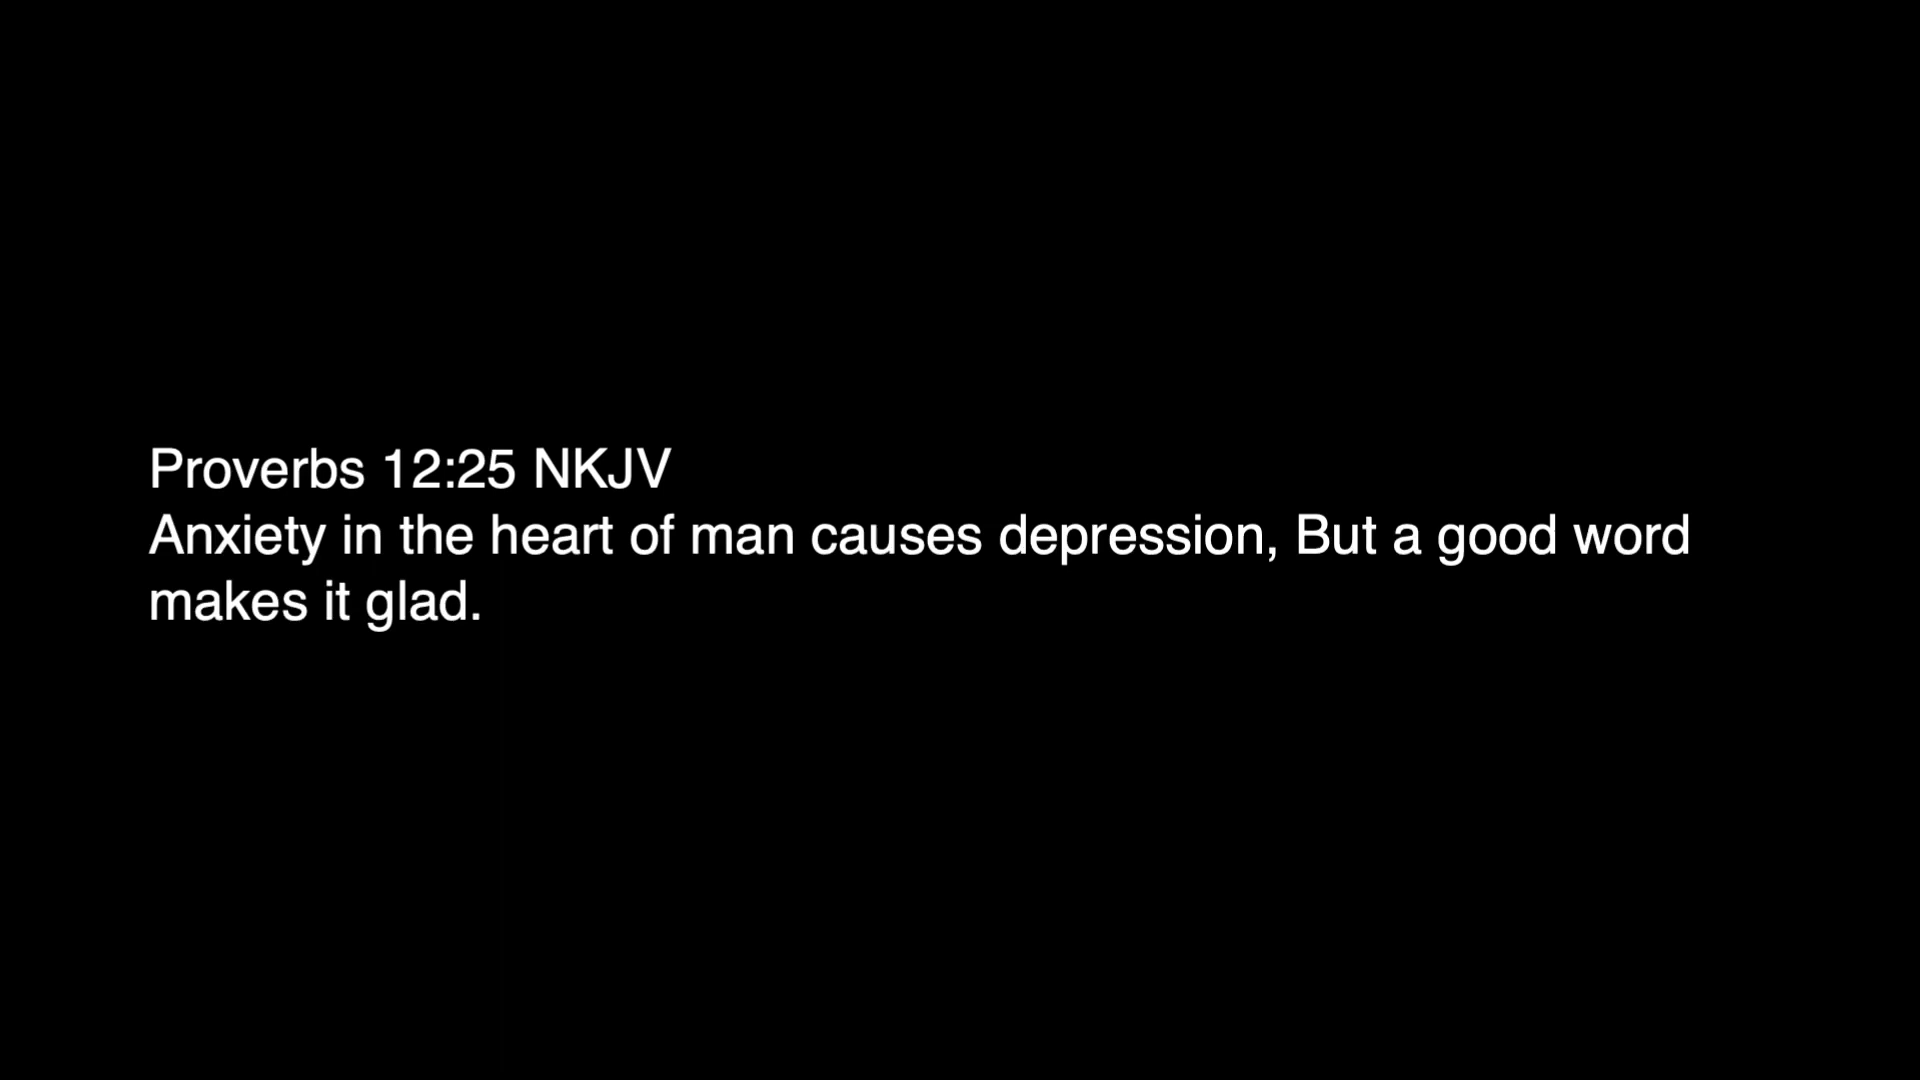 Proverbs 12:25 NKJV
Anxiety in the heart of man causes depression, But a good word
makes it glad.